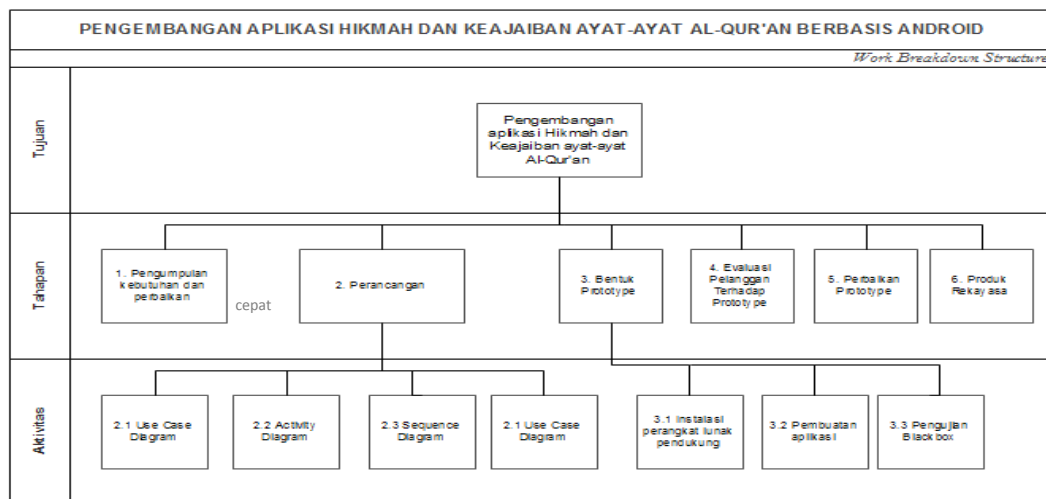 PENGEMBANGAN APLIKASI HIKMAH DAN KEAJAIBAN AYAT-AYAT AL-QUR'AN BERBASIS ANDROID
Work Breakdown Structure
Tujuan
Pengembangan
aplikasi Hikmah dan
Keajaiban ayat-ayat
Al-Qur'an
Tahapan
1. Pengumpulan
kebutuhan dan
perbaikan
cepat
2. Perancangan
3. Bentuk
Prototype
4. Evaluasi
Pelanggan
Terhadap
Prototype
5. Perbaikan
Prototype
6. Produk
Rekayasa
Aktivitas
2.1 Use Case
Diagram
2.2 Activity
Diagram
2.3 Sequence
Diagram
2.1 Use Case
Diagram
3.1 Instalasi
perangkat lunak
pendukung
3.2 Pembuatan
aplikasi
3.3 Pengujian
Blackbox